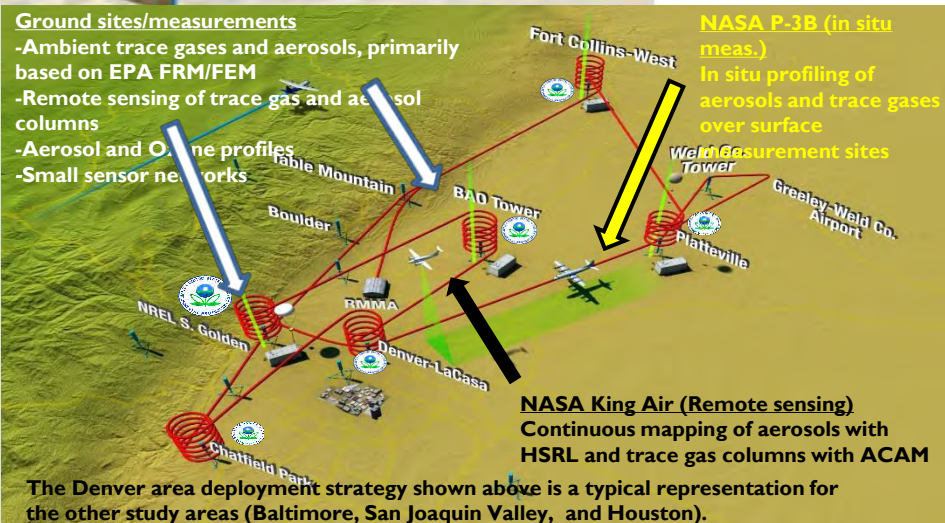 Ground sites/measurements
-Ambient trace gases and aerosols, primarily
based on EPA FRM/FEM
-Remote sensing of trace gas and aerosol
columns
-Aerosol and Ozone profiles
-Small sensor networks
NASA P-3B (in situ
meas.)
In situ profiling of
aerosols and trace gases
over surface
measurement sites
Fort Collins-West
Table Mountain
Weld Co.
Tower
BAO Tower
Greeley-Weld Co.
Airport
Boulder
Platteville
RMMA
NREL S. Golden
Denver-LaCasa
Chatfield Park
NASA King Air (Remote sensing)
Continuous mapping of aerosols with
HSRL and trace gas columns with ACAM
The Denver area deployment strategy shown above is a typical representation for
the other study areas (Baltimore, San Joaquin Valley, and Houston).